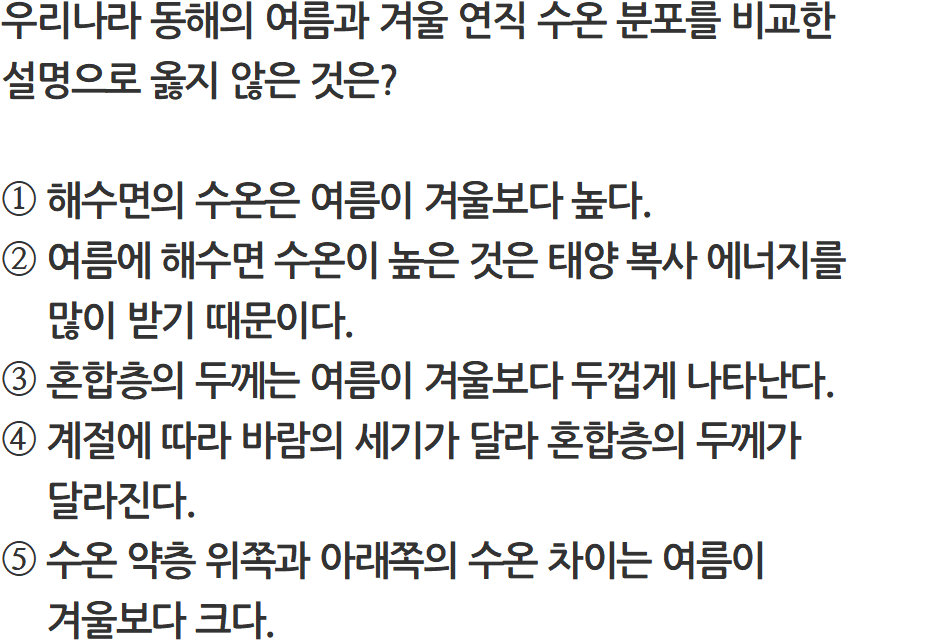 우리나라 동해의 여름과 겨울 연직 수온 분포를 비교한
설명으로 옳지 않은 것은?
① 해수면의 수온은 여름이 겨울보다 높다.
② 여름에 해수면 수온이 높은 것은 태양 복사 에너지를
많이 받기 때문이다.
③ 혼합층의 두께는 여름이 겨울보다 두껍게 나타난다.
④ 계절에 따라 바람의 세기가 달라 혼합층의 두께가
달라진다.
⑤ 수온 약층 위쪽과 아래쪽의 수온 차이는 여름이
겨울보다 크다.